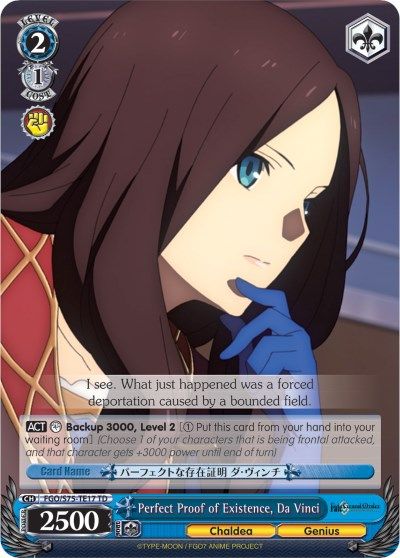 LEVEL
2
1
COST
I see. What just happened was a forced
deportation caused by a bounded field.
ACT Backup 3000, Level 2 [① Put this card from your hand into your
waiting room] (Choose 1 of your characters that is being frontal attacked,
and that character gets +3000 power until end of turn)
Card Name パーフェクトな存在証明 ダ・ヴィンチ
CH FGO/S75-TE17 TD
Perfect Proof of Existence, Da Vinci
POWER 2500
Chaldea Genius
©TYPE-MOON / FGO7 ANIME PROJECT